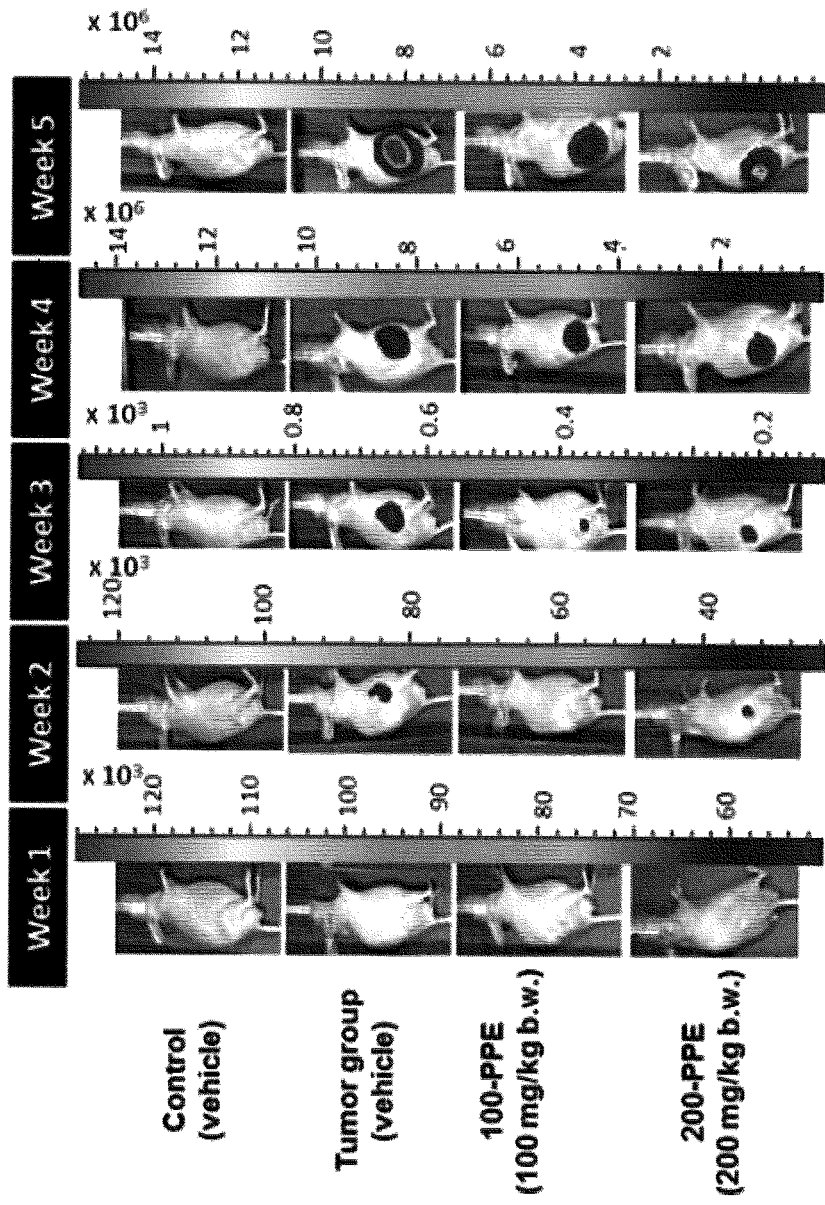 Week 1
Week 2
Week 3
Week 4
Week 5
Control
(vehicle)
Tumor group
(vehicle)
100-PPE
(100 mg/kg b.w.)
200-PPE
(200 mg/kg b.w.)
x 10³
120
110
100
90
80
70
60
x 10³
120
100
80
60
40
x 10³
1
0.8
0.6
0.4
0.2
x 10⁶
14
12
10
8
6
4
2
x 10⁶
14
12
10
8
6
4
2